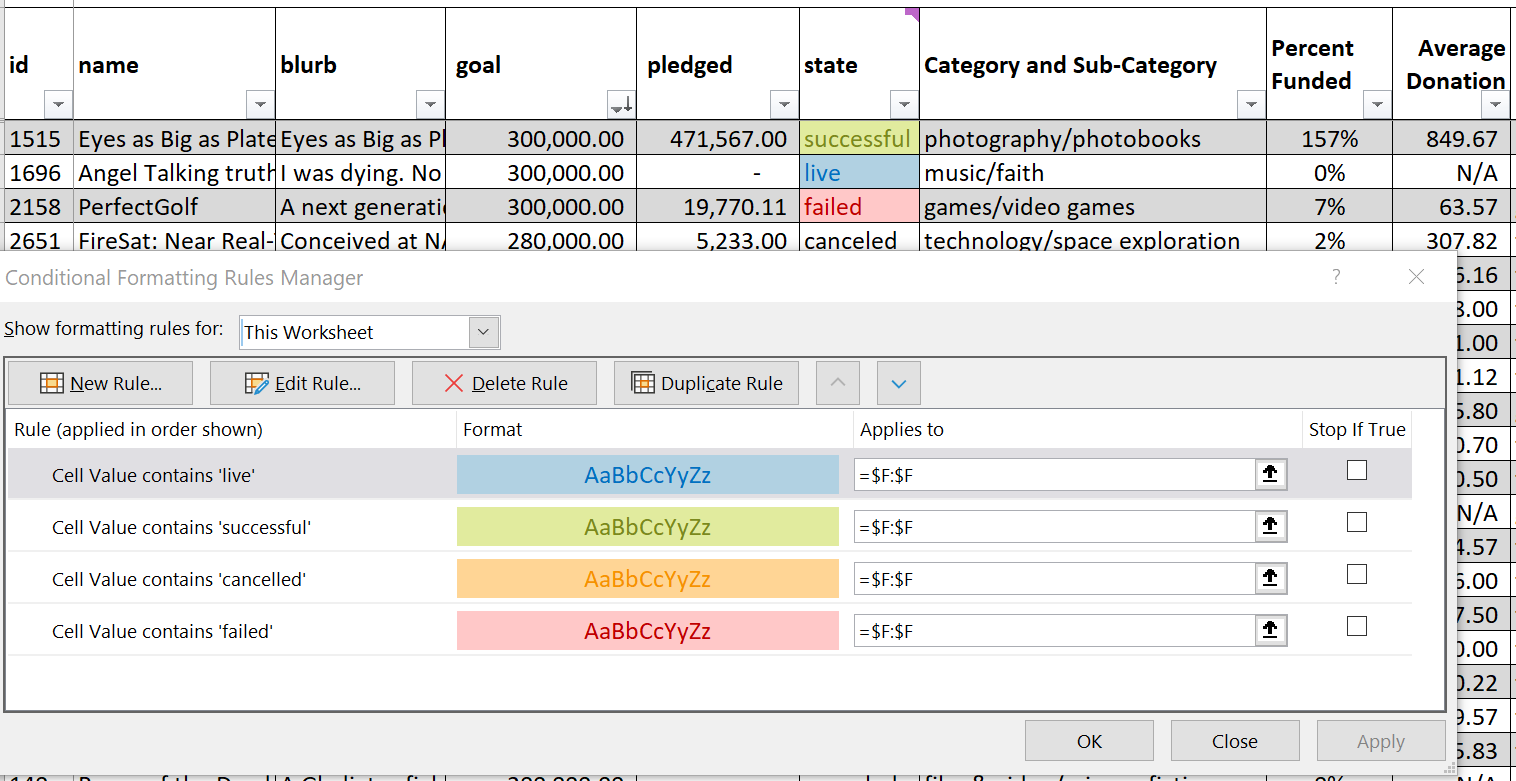 id name blurb goal pledged state Category and Sub-Category Percent Funded Average Donation
1515 Eyes as Big as Plate Eyes as Big as Pl 300,000.00 471,567.00 successful photography/photobooks 157% 849.67
1696 Angel Talking truth I was dying. No 300,000.00 - live music/faith 0% N/A
2158 PerfectGolf A next generati 300,000.00 19,770.11 failed games/video games 7% 63.57
2651 FireSat: Near Real- Conceived at NA 280,000.00 5,233.00 canceled technology/space exploration 2% 307.82
Conditional Formatting Rules Manager ?
6.16
Show formatting rules for: This Worksheet
3.00
1.00
New Rule... Edit Rule... Delete Rule Duplicate Rule
1.12
5.80
Rule (applied in order shown) Format Applies to Stop If True
0.70
Cell Value contains 'live' AaBbCcYyZz =$F:$F
0.50
N/A
Cell Value contains 'successful' AaBbCcYyZz =$F:$F
4.57
Cell Value contains 'cancelled' AaBbCcYyZz =$F:$F
5.00
7.50
Cell Value contains 'failed' AaBbCcYyZz =$F:$F
0.00
0.22
9.57
OK Close Apply
5.83